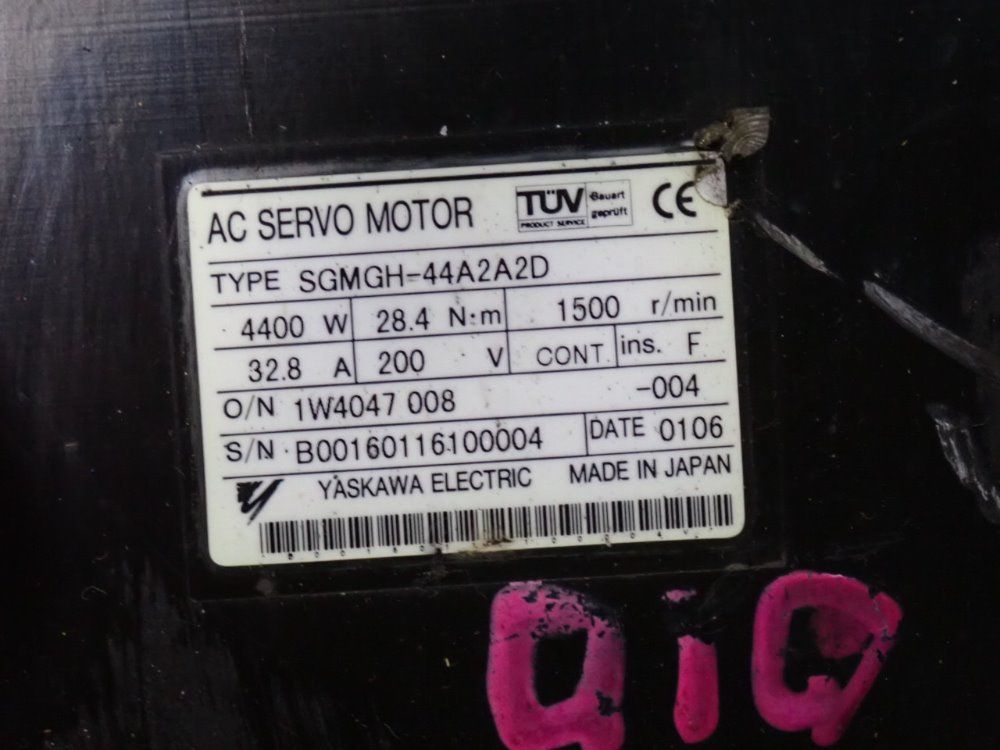 AC SERVO MOTOR TÜV PRODUCT SERVICE Bauart geprüft CE
TYPE SGMGH-44A2A2D
4400 W 28.4 N·m 1500 r/min
32.8 A 200 V CONT. ins. F
O/N 1W4047 008 -004
S/N B00160116100004 DATE 0106
YASKAWA ELECTRIC MADE IN JAPAN